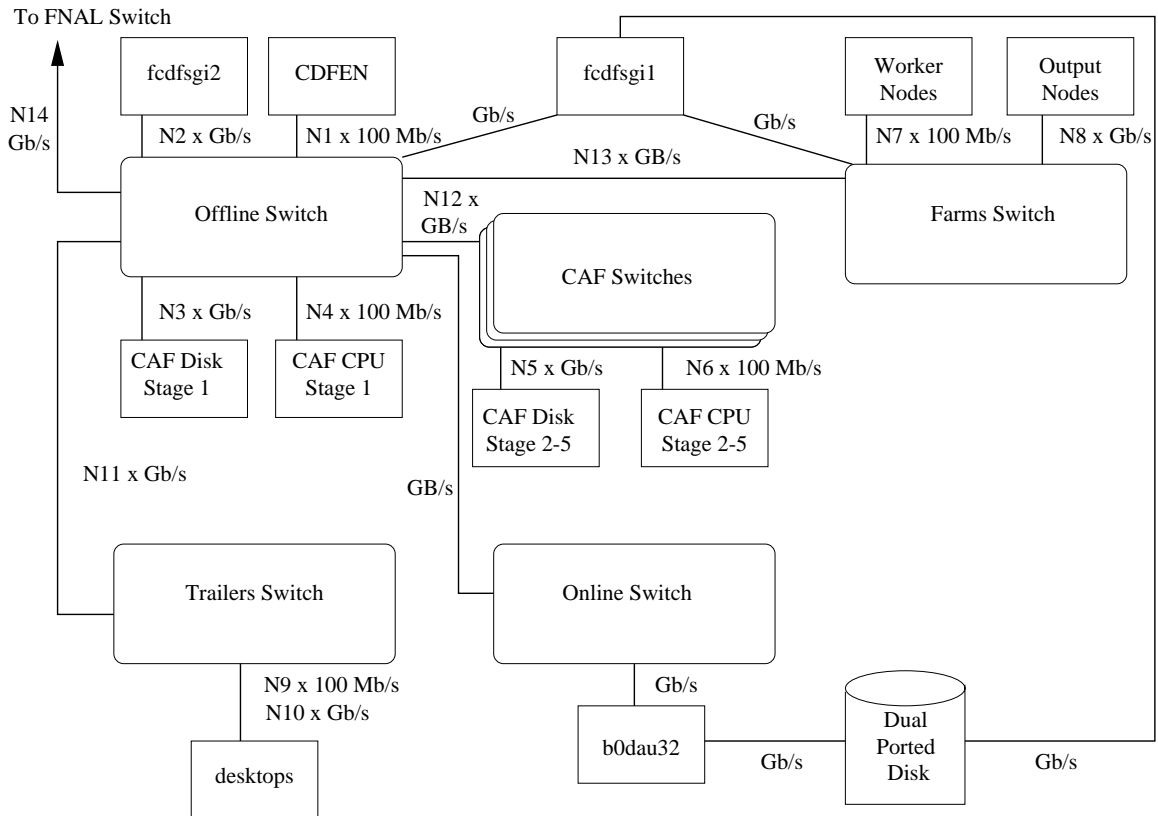 To FNAL Switch
fcdfsgi2
CDFEN
fcdfsgi1
Worker
Nodes
Output
Nodes
N14
Gb/s
N2 x Gb/s
N1 x 100 Mb/s
Gb/s
Gb/s
N7 x 100 Mb/s
N8 x Gb/s
N13 x GB/s
Offline Switch
N12 x
GB/s
Farms Switch
CAF Switches
N3 x Gb/s
N4 x 100 Mb/s
CAF Disk
Stage 1
CAF CPU
Stage 1
N5 x Gb/s
N6 x 100 Mb/s
CAF Disk
Stage 2-5
CAF CPU
Stage 2-5
N11 x Gb/s
GB/s
Trailers Switch
Online Switch
N9 x 100 Mb/s
N10 x Gb/s
Gb/s
desktops
b0dau32
Gb/s
Dual
Ported
Disk
Gb/s